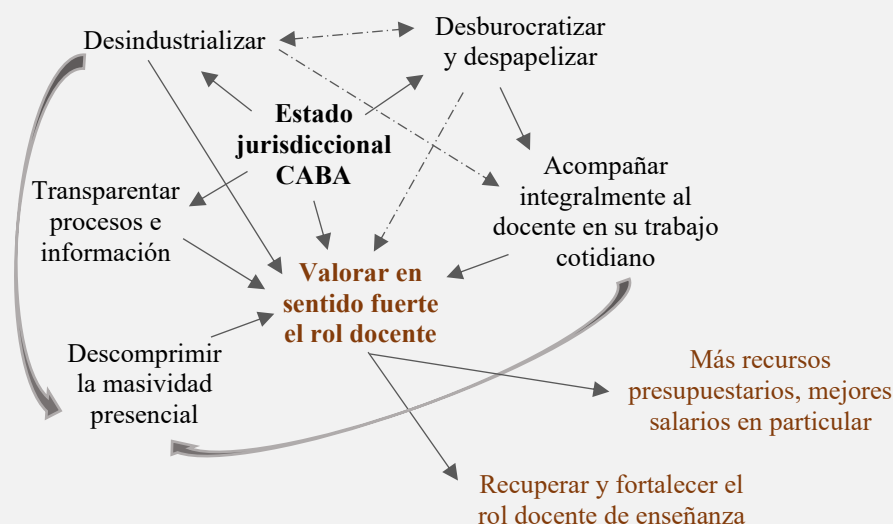 Desindustrializar
Desburocratizar
y despapelizar
Estado
jurisdiccional
CABA
Transparentar
procesos e
información
Acompañar
integralmente al
docente en su trabajo
cotidiano
Valorar en
sentido fuerte
el rol docente
Descomprimir
la masividad
presencial
Más recursos
presupuestarios, mejores
salarios en particular
Recuperar y fortalecer el
rol docente de enseñanza